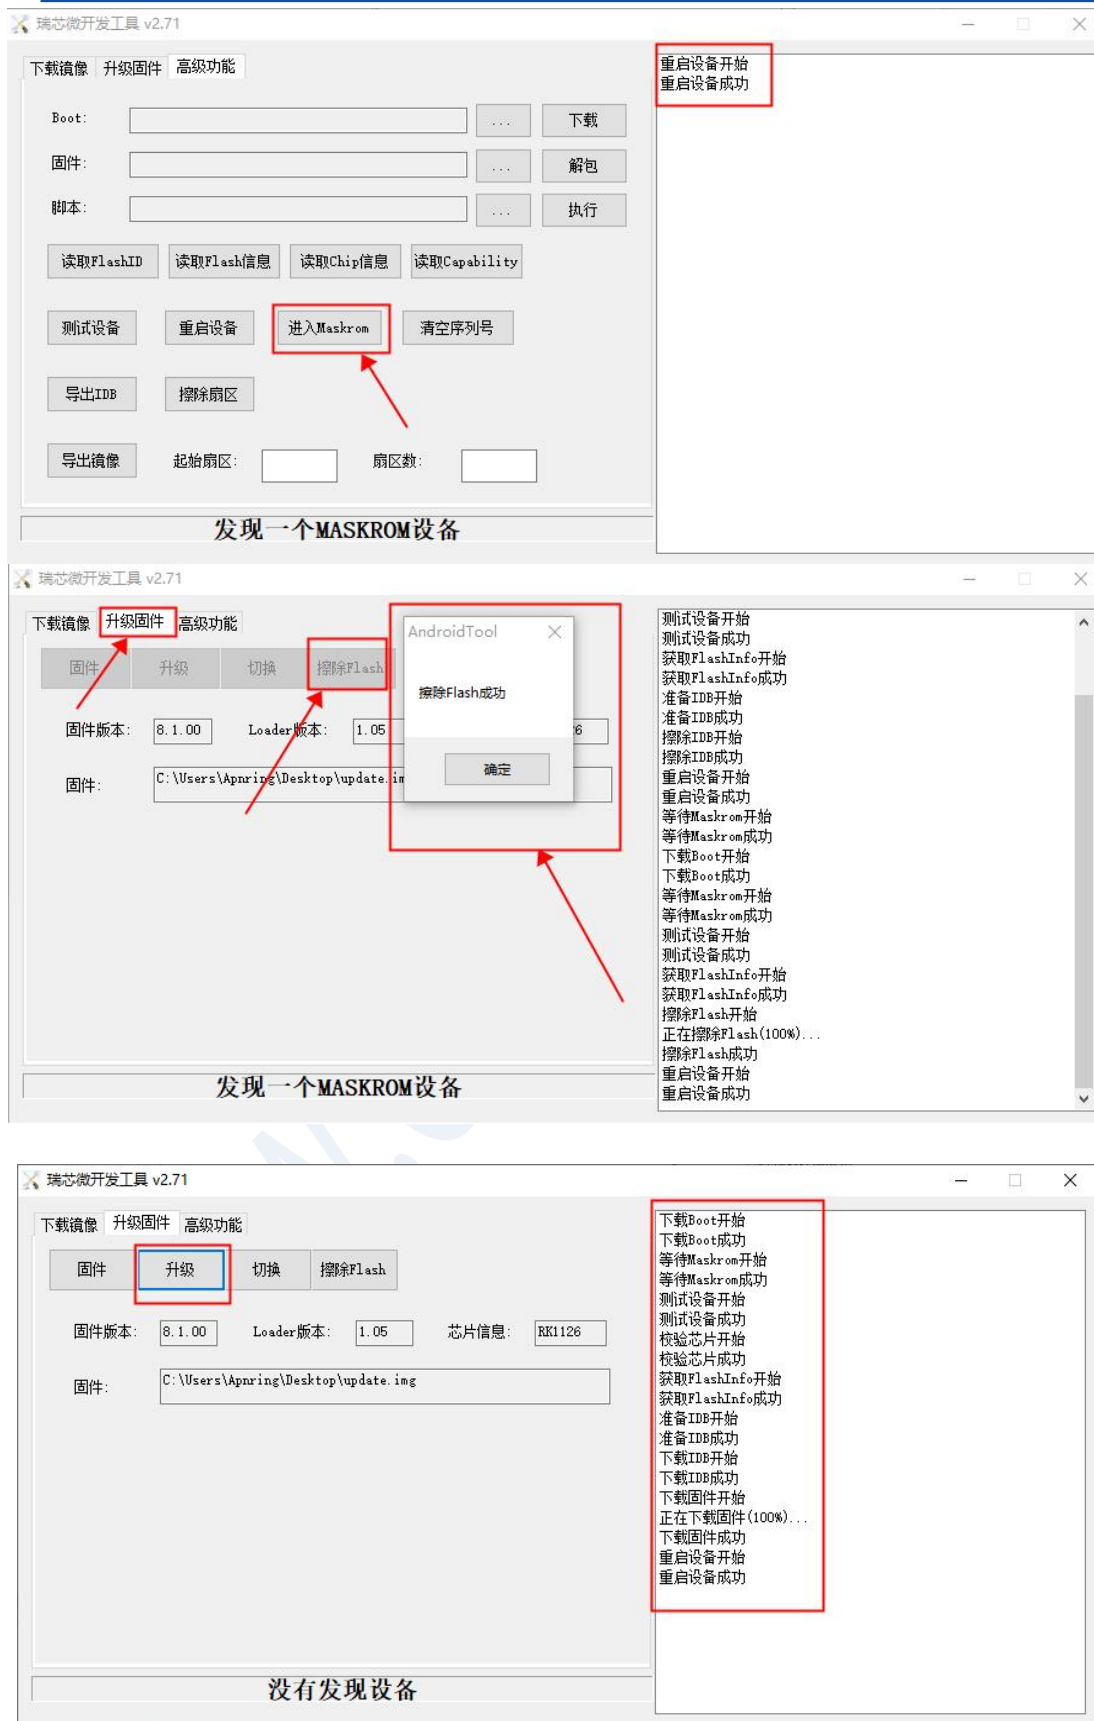 瑞芯微开发工具 v2.71
下载镜像 升级固件 高级功能
Boot: ... 下载
固件: ... 解包
脚本: ... 执行
读取FlashID 读取Flash信息 读取Chip信息 读取Capability
测试设备 重启设备 进入Maskrom 清空序列号
导出IDB 擦除扇区
导出镜像 起始扇区: 扇区数:
发现一个MASKROM设备
重启设备开始
重启设备成功
瑞芯微开发工具 v2.71
下载镜像 升级固件 高级功能
固件 升级 切换 擦除Flash
固件版本: 8.1.00 Loader版本: 1.05 6
固件: C:\Users\Apnring\Desktop\update.im
AndroidTool
擦除Flash成功
确定
发现一个MASKROM设备
测试设备开始
测试设备成功
获取FlashInfo开始
获取FlashInfo成功
准备IDB开始
准备IDB成功
擦除IDB开始
擦除IDB成功
重启设备开始
重启设备成功
等待Maskrom开始
等待Maskrom成功
下载Boot开始
下载Boot成功
等待Maskrom开始
等待Maskrom成功
测试设备开始
测试设备成功
获取FlashInfo开始
获取FlashInfo成功
擦除Flash开始
正在擦除Flash(100%)...
擦除Flash成功
重启设备开始
重启设备成功
瑞芯微开发工具 v2.71
下载镜像 升级固件 高级功能
固件 升级 切换 擦除Flash
固件版本: 8.1.00 Loader版本: 1.05 芯片信息: RK1126
固件: C:\Users\Apnring\Desktop\update.img
没有发现设备
下载Boot开始
下载Boot成功
等待Maskrom开始
等待Maskrom成功
测试设备开始
测试设备成功
校验芯片开始
校验芯片成功
获取FlashInfo开始
获取FlashInfo成功
准备IDB开始
准备IDB成功
下载IDB开始
下载IDB成功
下载固件开始
正在下载固件(100%)...
下载固件成功
重启设备开始
重启设备成功